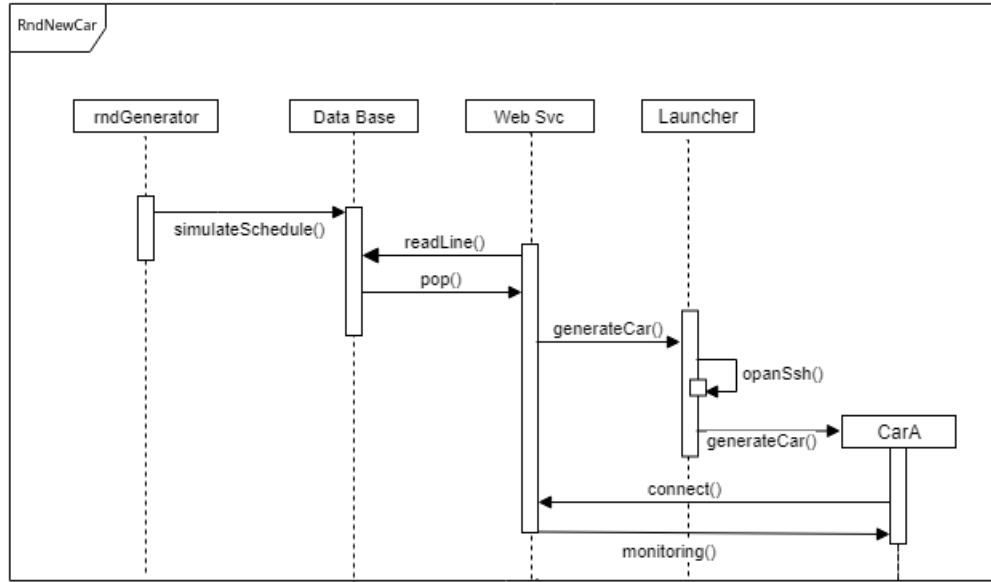 RndNewCar
rndGenerator
Data Base
Web Svc
Launcher
simulateSchedule()
readLine()
pop()
generateCar()
opanSsh()
generateCar()
CarA
connect()
monitoring()